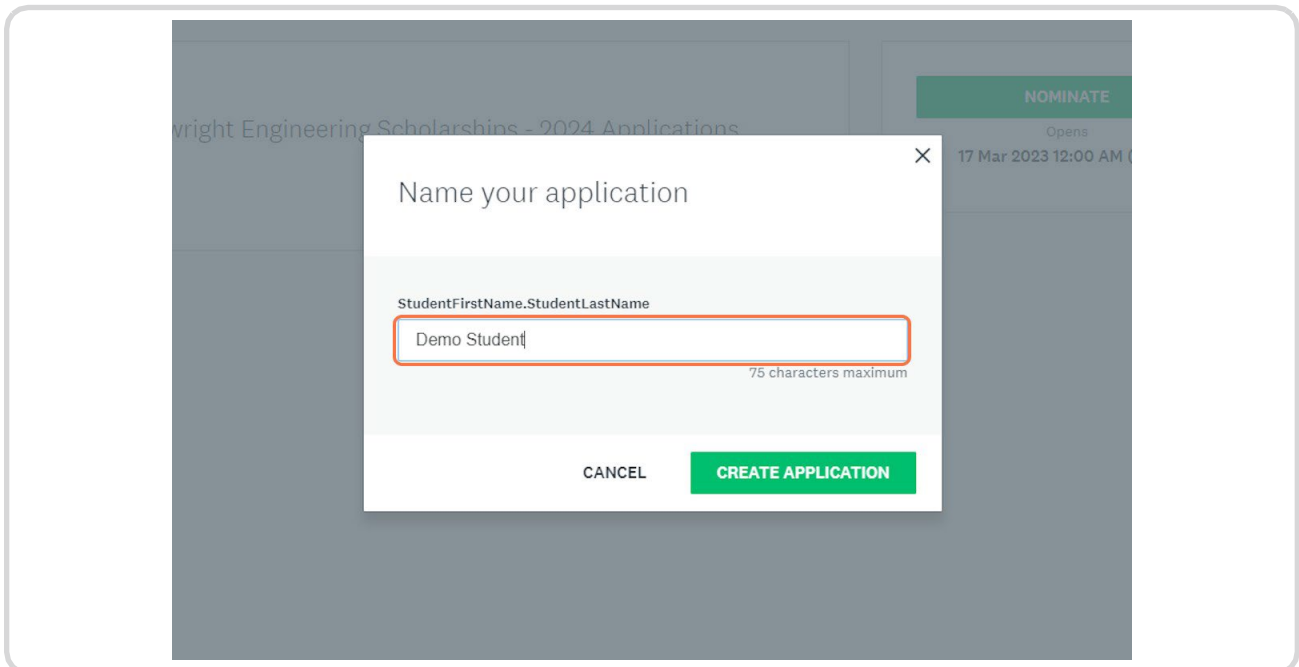 NOMINATE
wright Engineering Scholarships - 2024 Applications
Opens
17 Mar 2023 12:00 AM (
Name your application
StudentFirstName.StudentLastName
Demo Student
75 characters maximum
CANCEL
CREATE APPLICATION